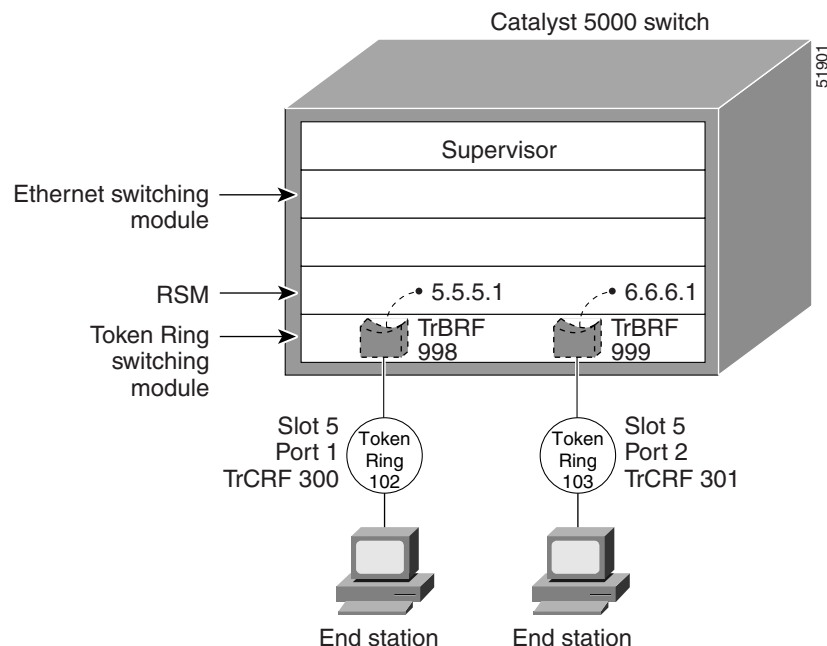 Catalyst 5000 switch
51901
Supervisor
Ethernet switching
module
RSM
5.5.5.1
6.6.6.1
Token Ring
switching
module
TrBRF
998
TrBRF
999
Slot 5
Port 1
TrCRF 300
Token
Ring
102
Token
Ring
103
Slot 5
Port 2
TrCRF 301
End station
End station